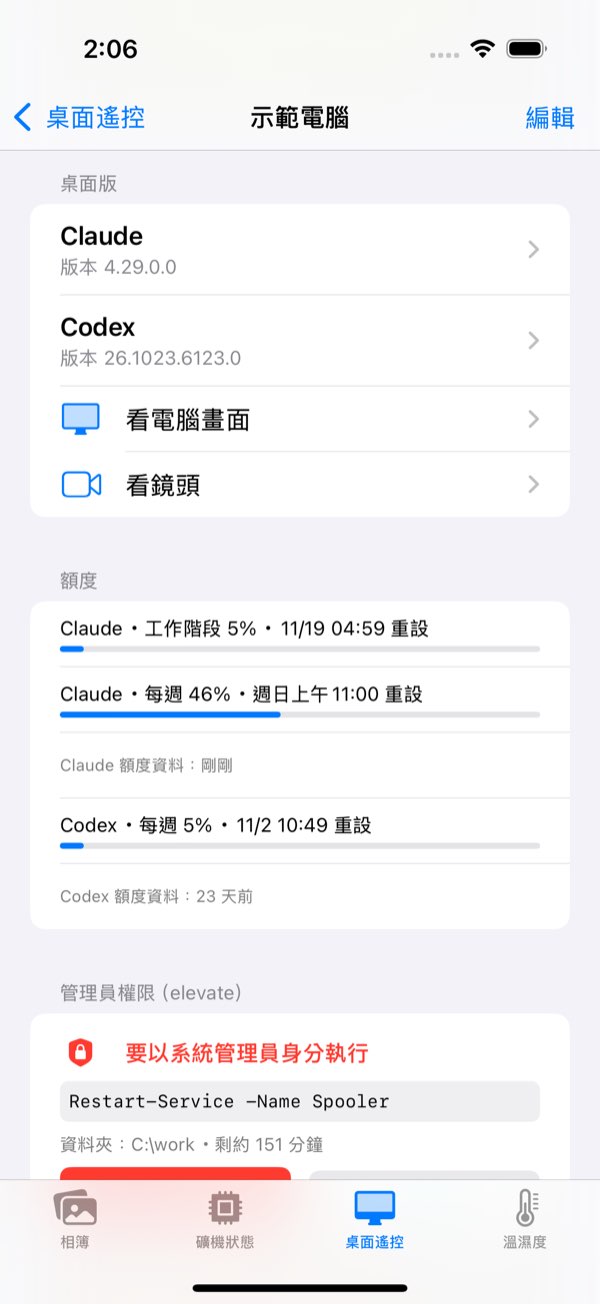 2:06
桌面遙控
示範電腦
編輯
桌面版
Claude
版本 4.29.0.0
Codex
版本 26.1023.6123.0
看電腦畫面
看鏡頭
額度
Claude・工作階段 5%・11/19 04:59 重設
Claude・每週 46%・週日上午11:00 重設
Claude 額度資料：剛剛
Codex・每週 5%・11/2 10:49 重設
Codex 額度資料：23 天前
管理員權限（elevate）
要以系統管理員身分執行
Restart-Service -Name Spooler
資料夾：C:\work・剩約 151 分鐘
相簿
礦機狀態
桌面遙控
溫濕度